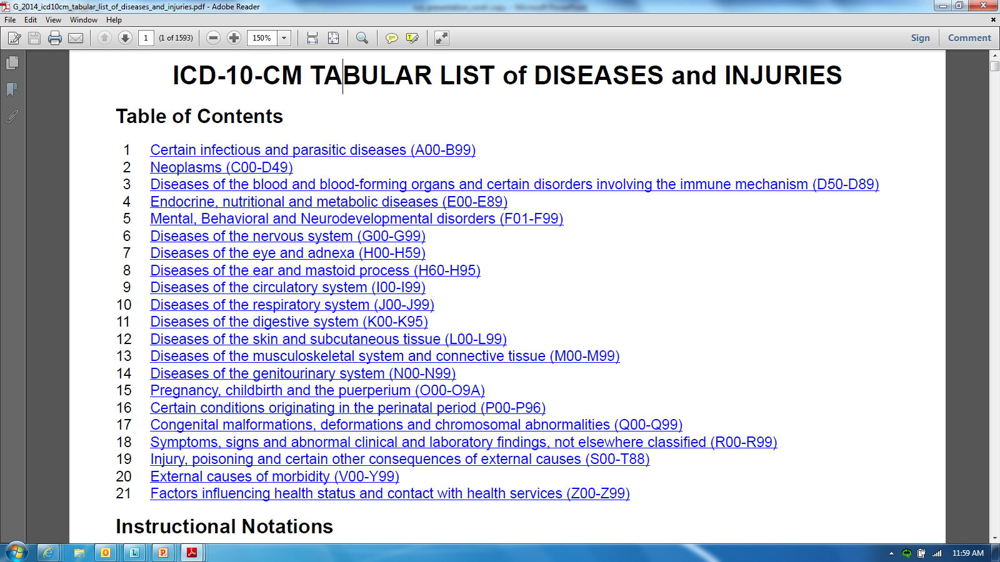 G_2014_icd10cm_tabular_list_of_diseases_and_injuries.pdf - Adobe Reader
File Edit View Window Help
1 (1 of 1593) 150% Sign Comment
ICD-10-CM TABULAR LIST of DISEASES and INJURIES
Table of Contents
1 Certain infectious and parasitic diseases (A00-B99)
2 Neoplasms (C00-D49)
3 Diseases of the blood and blood-forming organs and certain disorders involving the immune mechanism (D50-D89)
4 Endocrine, nutritional and metabolic diseases (E00-E89)
5 Mental, Behavioral and Neurodevelopmental disorders (F01-F99)
6 Diseases of the nervous system (G00-G99)
7 Diseases of the eye and adnexa (H00-H59)
8 Diseases of the ear and mastoid process (H60-H95)
9 Diseases of the circulatory system (I00-I99)
10 Diseases of the respiratory system (J00-J99)
11 Diseases of the digestive system (K00-K95)
12 Diseases of the skin and subcutaneous tissue (L00-L99)
13 Diseases of the musculoskeletal system and connective tissue (M00-M99)
14 Diseases of the genitourinary system (N00-N99)
15 Pregnancy, childbirth and the puerperium (O00-O9A)
16 Certain conditions originating in the perinatal period (P00-P96)
17 Congenital malformations, deformations and chromosomal abnormalities (Q00-Q99)
18 Symptoms, signs and abnormal clinical and laboratory findings, not elsewhere classified (R00-R99)
19 Injury, poisoning and certain other consequences of external causes (S00-T88)
20 External causes of morbidity (V00-Y99)
21 Factors influencing health status and contact with health services (Z00-Z99)
Instructional Notations
11:59 AM